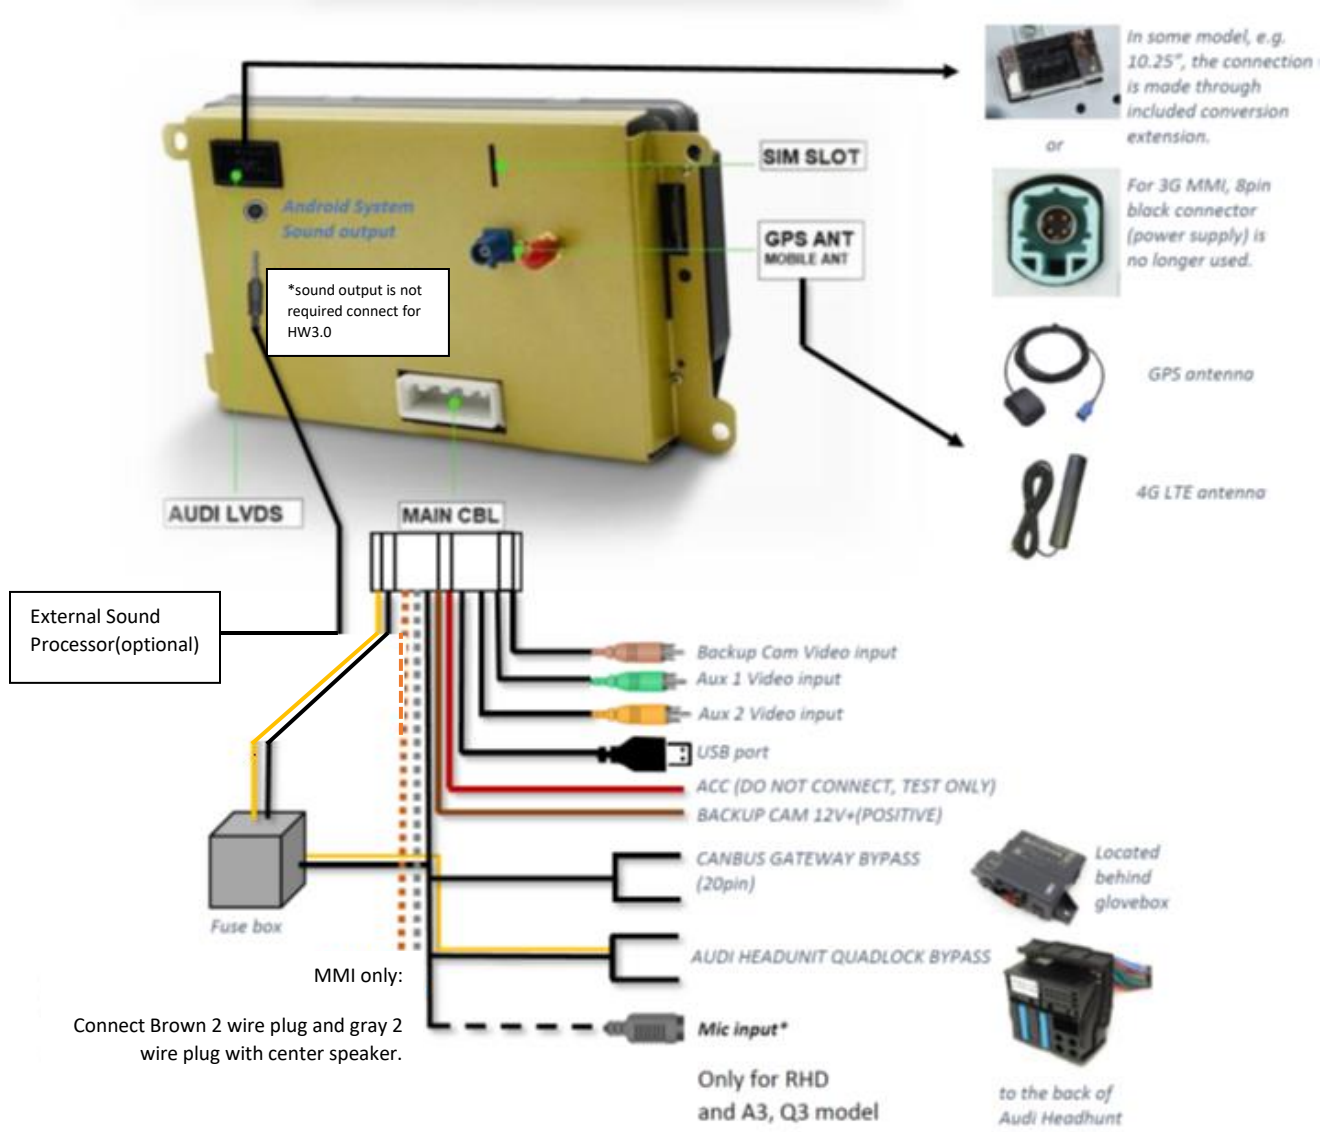 In some model, e.g.
10.25", the connection
is made through
included conversion
extension.
or
SIM SLOT
For 3G MMI, 8pin
black connector
(power supply) is
no longer used.
Android System
Sound output
GPS ANT
MOBILE ANT
*sound output is not
required connect for
HW3.0
GPS antenna
4G LTE antenna
AUDI LVDS
MAIN CBL
External Sound
Processor(optional)
Backup Cam Video input
Aux 1 Video input
Aux 2 Video input
USB port
ACC (DO NOT CONNECT, TEST ONLY)
BACKUP CAM 12V+(POSITIVE)
CANBUS GATEWAY BYPASS
(20pin)
Located
behind
glovebox
Fuse box
AUDI HEADUNIT QUADLOCK BYPASS
MMI only:
Connect Brown 2 wire plug and gray 2
wire plug with center speaker.
Mic input*
Only for RHD
and A3, Q3 model
to the back of
Audi Headhunt